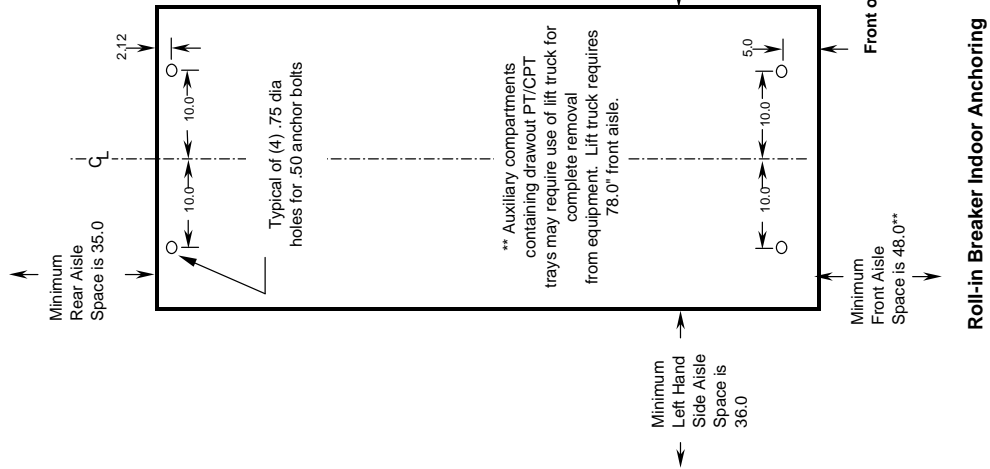 Minimum
Rear Aisle
Space is 35.0
CL
2.12
10.0
10.0
Typical of (4) .75 dia
holes for .50 anchor bolts
** Auxiliary compartments
containing drawout PT/CPT
trays may require use of lift truck for
complete removal
from equipment. Lift truck requires
78.0" front aisle.
Minimum
Left Hand
Side Aisle
Space is
36.0
5.0
10.0
10.0
Minimum
Front Aisle
Space is 48.0**
Front o
Roll-in Breaker Indoor Anchoring